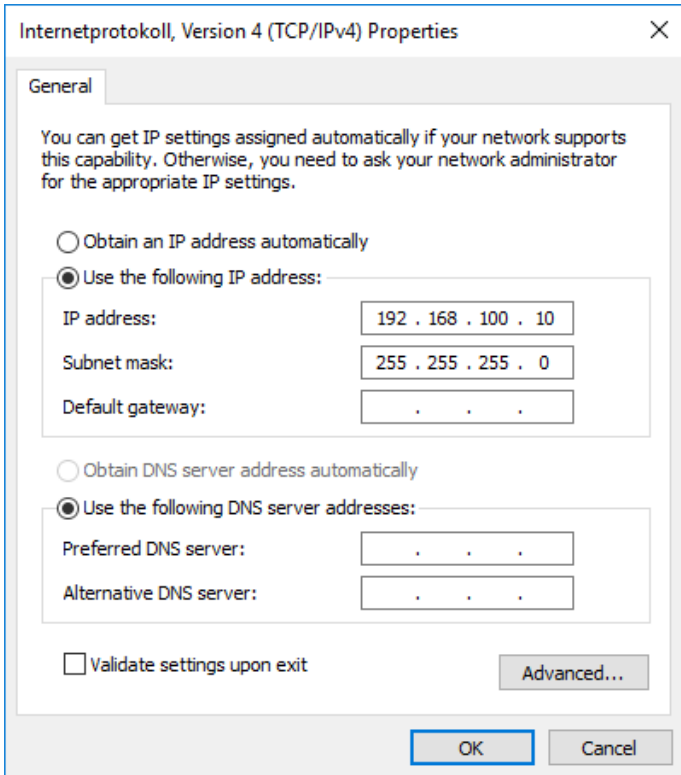 Internetprotokoll, Version 4 (TCP/IPv4) Properties
General
You can get IP settings assigned automatically if your network supports
this capability. Otherwise, you need to ask your network administrator
for the appropriate IP settings.
Obtain an IP address automatically
Use the following IP address:
IP address: 192 . 168 . 100 . 10
Subnet mask: 255 . 255 . 255 . 0
Default gateway: . . .
Obtain DNS server address automatically
Use the following DNS server addresses:
Preferred DNS server: . . .
Alternative DNS server: . . .
Validate settings upon exit
Advanced...
OK Cancel